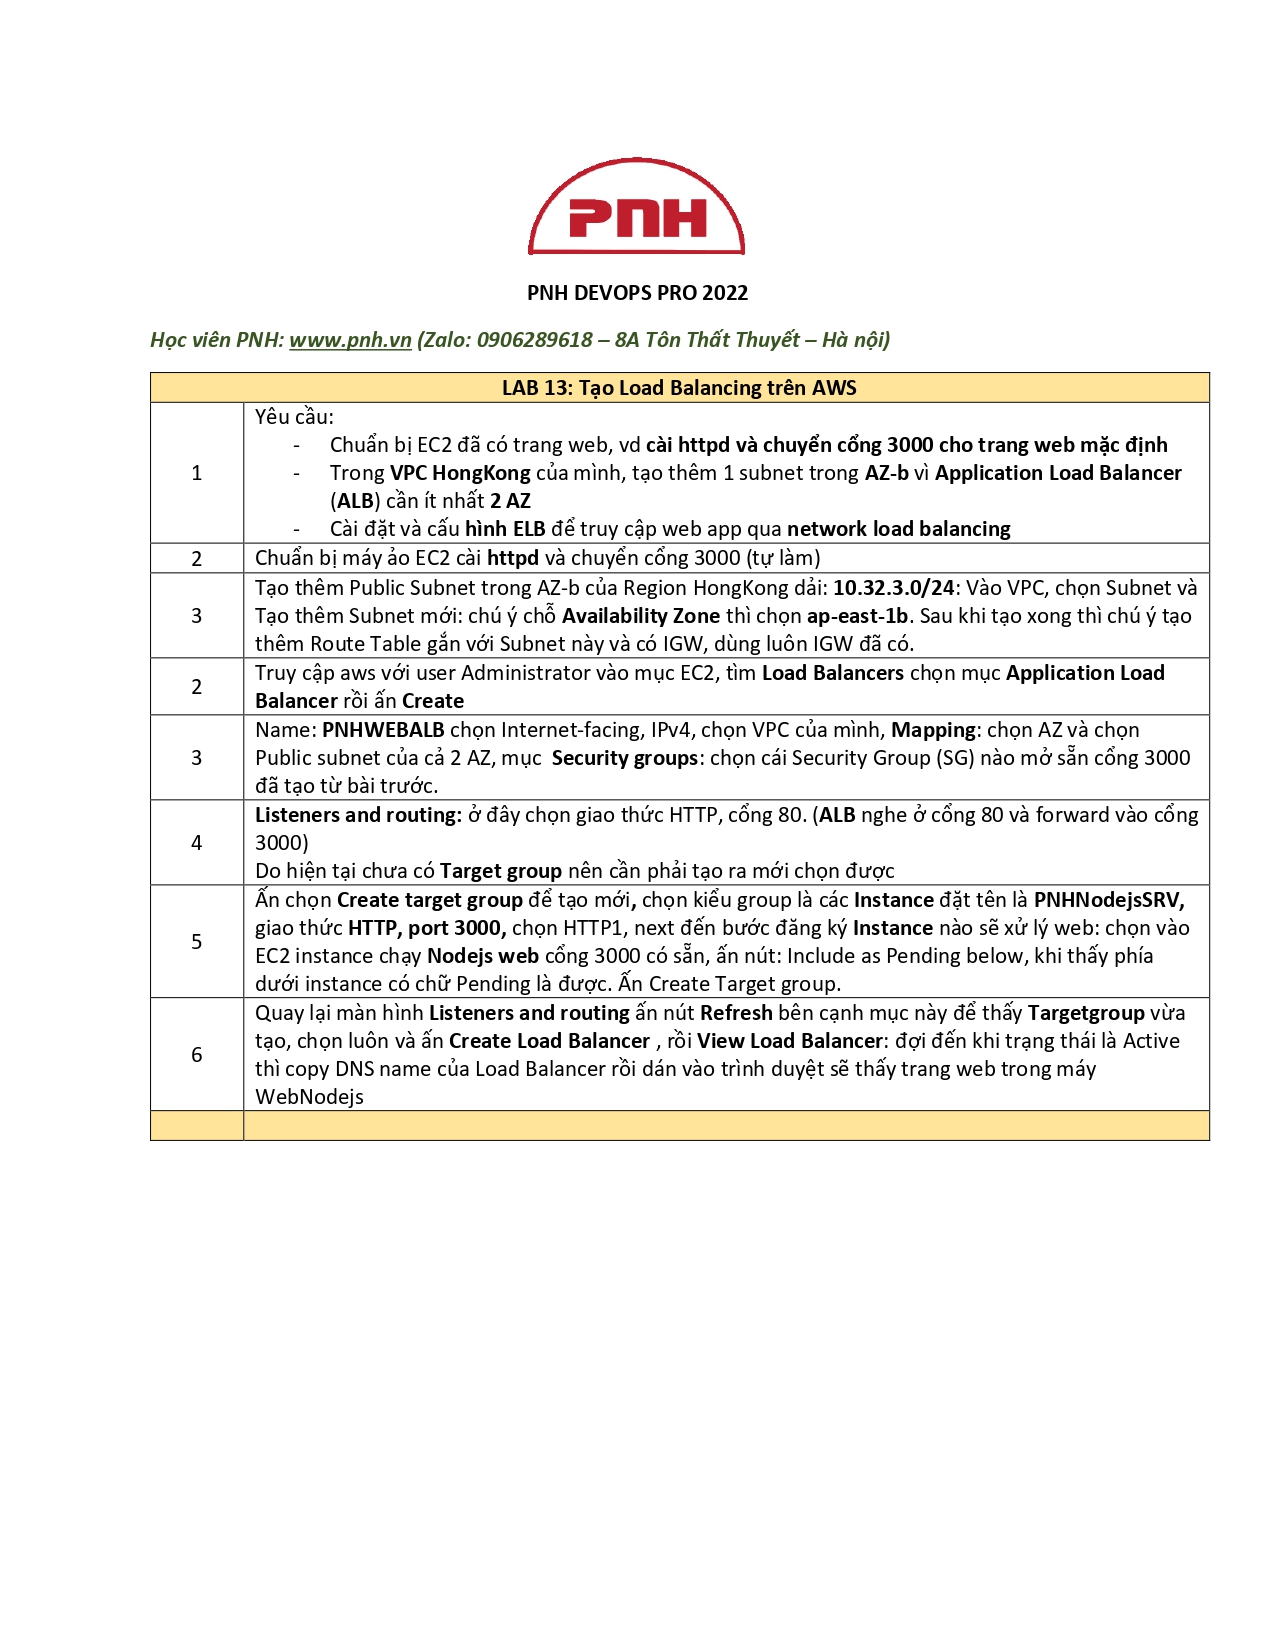 PNH
PNH DEVOPS PRO 2022
Học viên PNH: www.pnh.vn (Zalo: 0906289618 – 8A Tôn Thất Thuyết – Hà nội)
LAB 13: Tạo Load Balancing trên AWS
1
Yêu cầu:
- Chuẩn bị EC2 đã có trang web, vd cài httpd và chuyển cổng 3000 cho trang web mặc định
- Trong VPC HongKong của mình, tạo thêm 1 subnet trong AZ-b vì Application Load Balancer
(ALB) cần ít nhất 2 AZ
- Cài đặt và cấu hình ELB để truy cập web app qua network load balancing
2
Chuẩn bị máy ảo EC2 cài httpd và chuyển cổng 3000 (tự làm)
3
Tạo thêm Public Subnet trong AZ-b của Region HongKong dải: 10.32.3.0/24: Vào VPC, chọn Subnet và
Tạo thêm Subnet mới: chú ý chỗ Availability Zone thì chọn ap-east-1b. Sau khi tạo xong thì chú ý tạo
thêm Route Table gắn với Subnet này và có IGW, dùng luôn IGW đã có.
2
Truy cập aws với user Administrator vào mục EC2, tìm Load Balancers chọn mục Application Load
Balancer rồi ấn Create
3
Name: PNHWEBALB chọn Internet-facing, IPv4, chọn VPC của mình, Mapping: chọn AZ và chọn
Public subnet của cả 2 AZ, mục Security groups: chọn cái Security Group (SG) nào mở sẵn cổng 3000
đã tạo từ bài trước.
4
Listeners and routing: ở đây chọn giao thức HTTP, cổng 80. (ALB nghe ở cổng 80 và forward vào cổng
3000)
Do hiện tại chưa có Target group nên cần phải tạo ra mới chọn được
5
Ấn chọn Create target group để tạo mới, chọn kiểu group là các Instance đặt tên là PNHNodejsSRV,
giao thức HTTP, port 3000, chọn HTTP1, next đến bước đăng ký Instance nào sẽ xử lý web: chọn vào
EC2 instance chạy Nodejs web cổng 3000 có sẵn, ấn nút: Include as Pending below, khi thấy phía
dưới instance có chữ Pending là được. Ấn Create Target group.
6
Quay lại màn hình Listeners and routing ấn nút Refresh bên cạnh mục này để thấy Targetgroup vừa
tạo, chọn luôn và ấn Create Load Balancer , rồi View Load Balancer: đợi đến khi trạng thái là Active
thì copy DNS name của Load Balancer rồi dán vào trình duyệt sẽ thấy trang web trong máy
WebNodejs